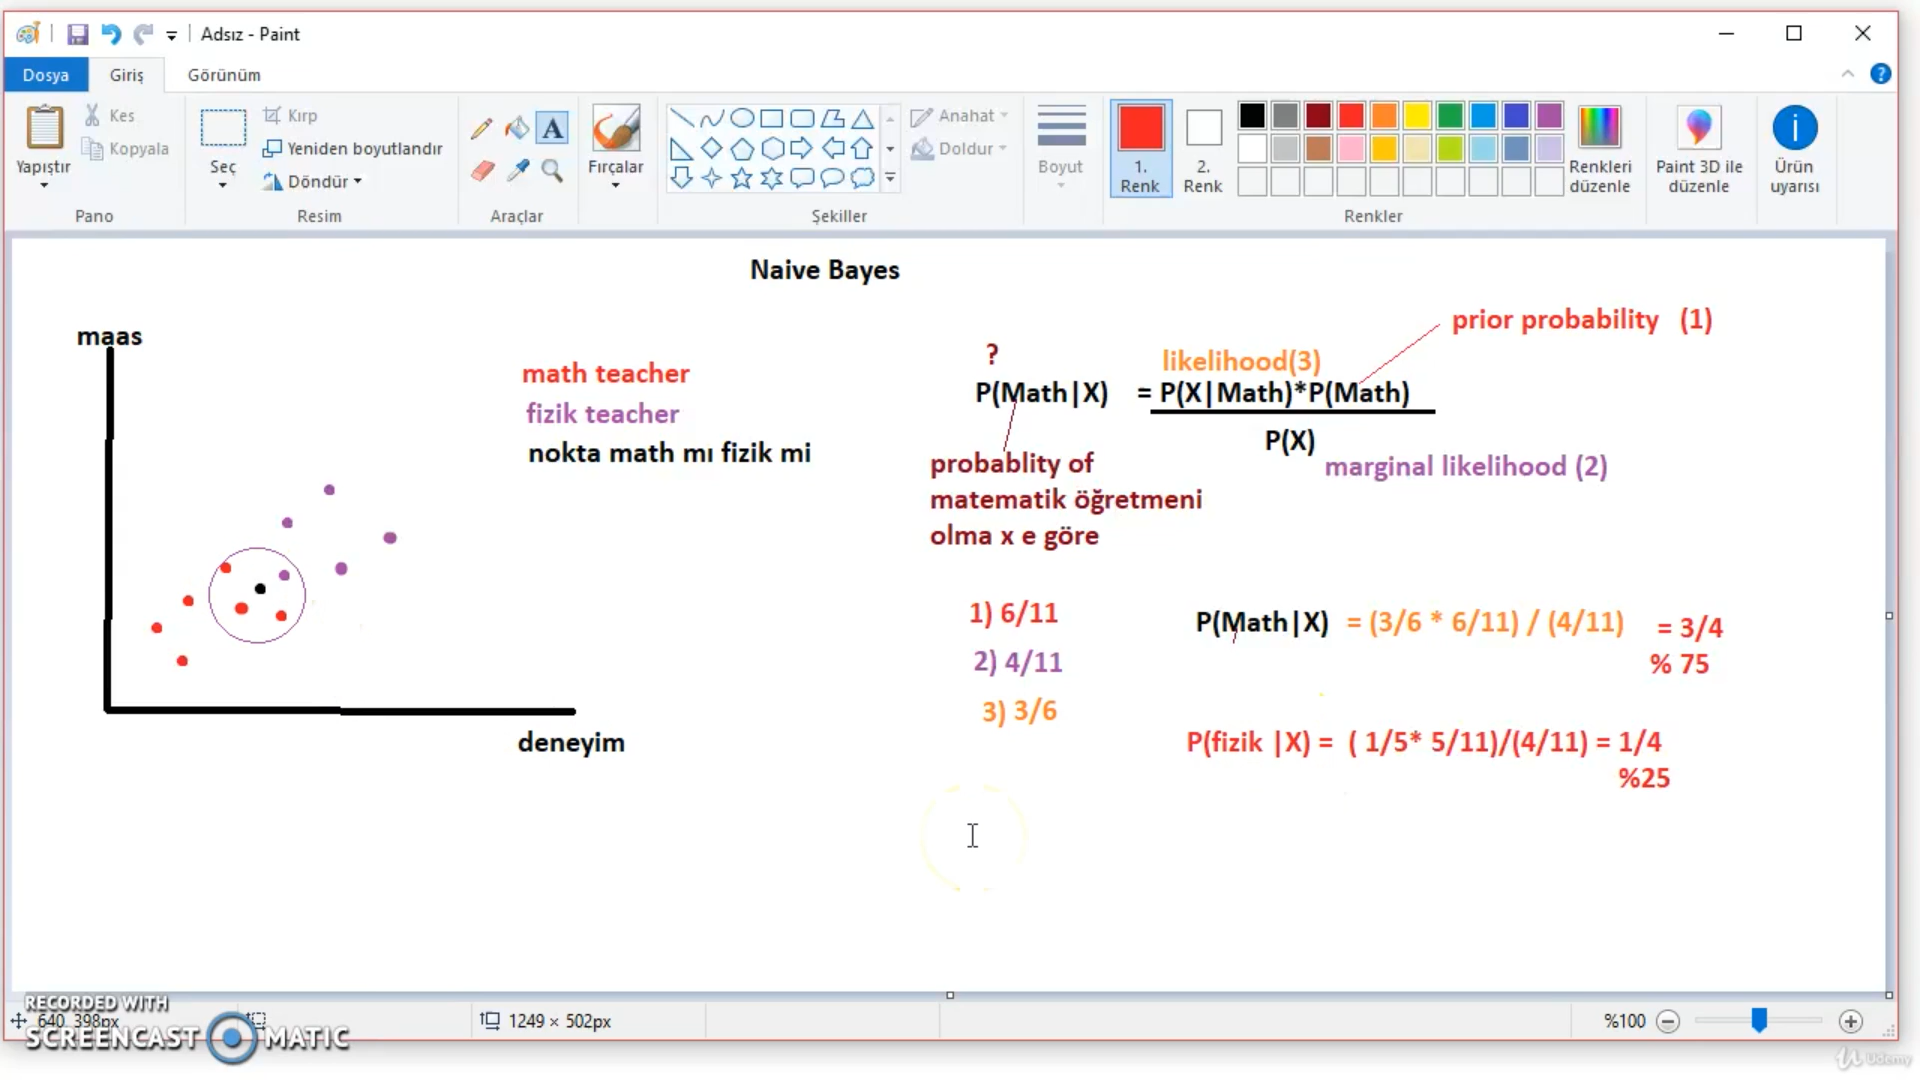 Adsız - Paint
Dosya
Giriş
Görünüm
Yapıştır
Kes
Kopyala
Pano
Seç
Kırp
Yeniden boyutlandır
Döndür
Resim
A
Araçlar
Fırçalar
Şekiller
Anahat
Doldur
Boyut
1.
Renk
2.
Renk
Renkleri
düzenle
Renkler
Paint 3D ile
düzenle
Ürün
uyarısı
Naive Bayes
maas
math teacher
fizik teacher
nokta math mı fizik mi
deneyim
prior probability (1)
?
likelihood(3)
P(Math|X) = P(X|Math)*P(Math)
P(X)
marginal likelihood (2)
probablity of
matematik öğretmeni
olma x e göre
1) 6/11
2) 4/11
3) 3/6
P(Math|X) = (3/6 * 6/11) / (4/11) = 3/4
% 75
P(fizik |X) = ( 1/5* 5/11)/(4/11) = 1/4
%25
RECORDED WITH
SCREENCAST MATIC
640, 398px
1249 × 502px
%100
Udemy